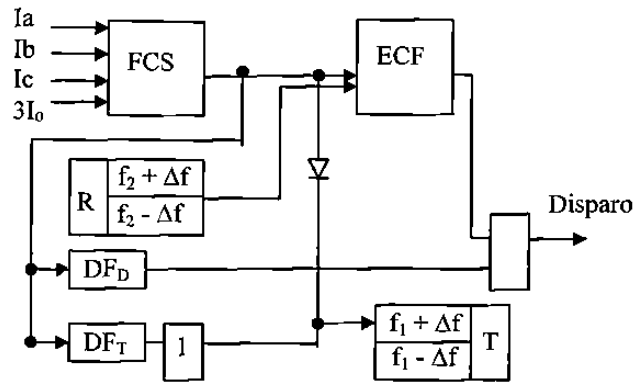 Ia
Ib
Ic
3I₀
FCS
ECF
R
f₂ + Δf
f₂ - Δf
Disparo
DF_D
DF_T
1
f₁ + Δf
f₁ - Δf
T